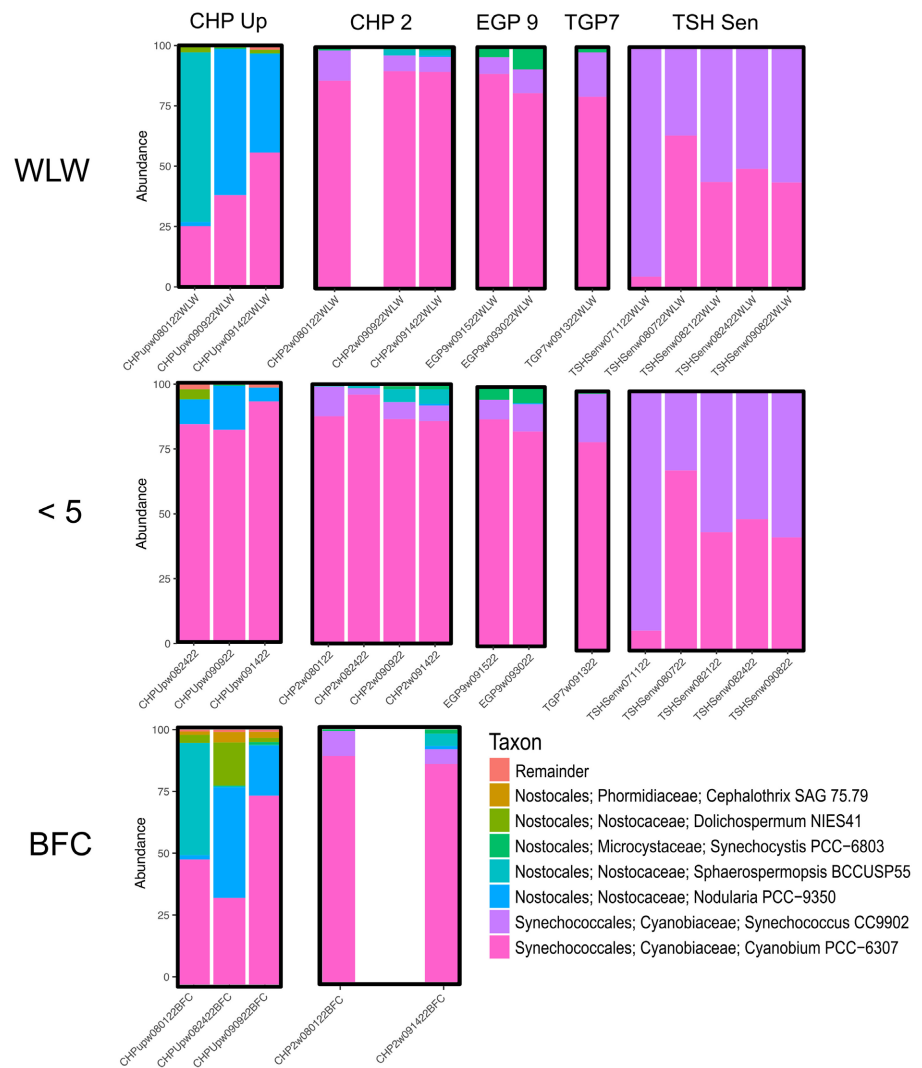 CHP Up CHP 2 EGP 9 TGP7 TSH Sen
WLW
Abundance
100
75
50
25
0
CHPupw080122WLW
CHPUpw090922WLW
CHPUpw091422WLW
CHP2w080122WLW
CHP2w090922WLW
CHP2w091422WLW
EGP9w091522WLW
EGP9w093022WLW
TGP7w091322WLW
TSHSenw071122WLW
TSHSenw080722WLW
TSHSenw082122WLW
TSHSenw082422WLW
TSHSenw090822WLW
< 5
Abundance
100
75
50
25
0
CHPUpw082422
CHPUpw090922
CHPUpw091422
CHP2w080122
CHP2w082422
CHP2w090922
CHP2w091422
EGP9w091522
EGP9w093022
TGP7w091322
TSHSenw071122
TSHSenw080722
TSHSenw082122
TSHSenw082422
TSHSenw090822
BFC
Abundance
100
75
50
25
0
CHPupw080122BFC
CHPUpw082422BFC
CHPUpw090922BFC
CHP2w080122BFC
CHP2w091422BFC
Taxon
Remainder
Nostocales; Phormidiaceae; Cephalothrix SAG 75.79
Nostocales; Nostocaceae; Dolichospermum NIES41
Nostocales; Microcystaceae; Synechocystis PCC−6803
Nostocales; Nostocaceae; Sphaerospermopsis BCCUSP55
Nostocales; Nostocaceae; Nodularia PCC−9350
Synechococcales; Cyanobiaceae; Synechococcus CC9902
Synechococcales; Cyanobiaceae; Cyanobium PCC−6307